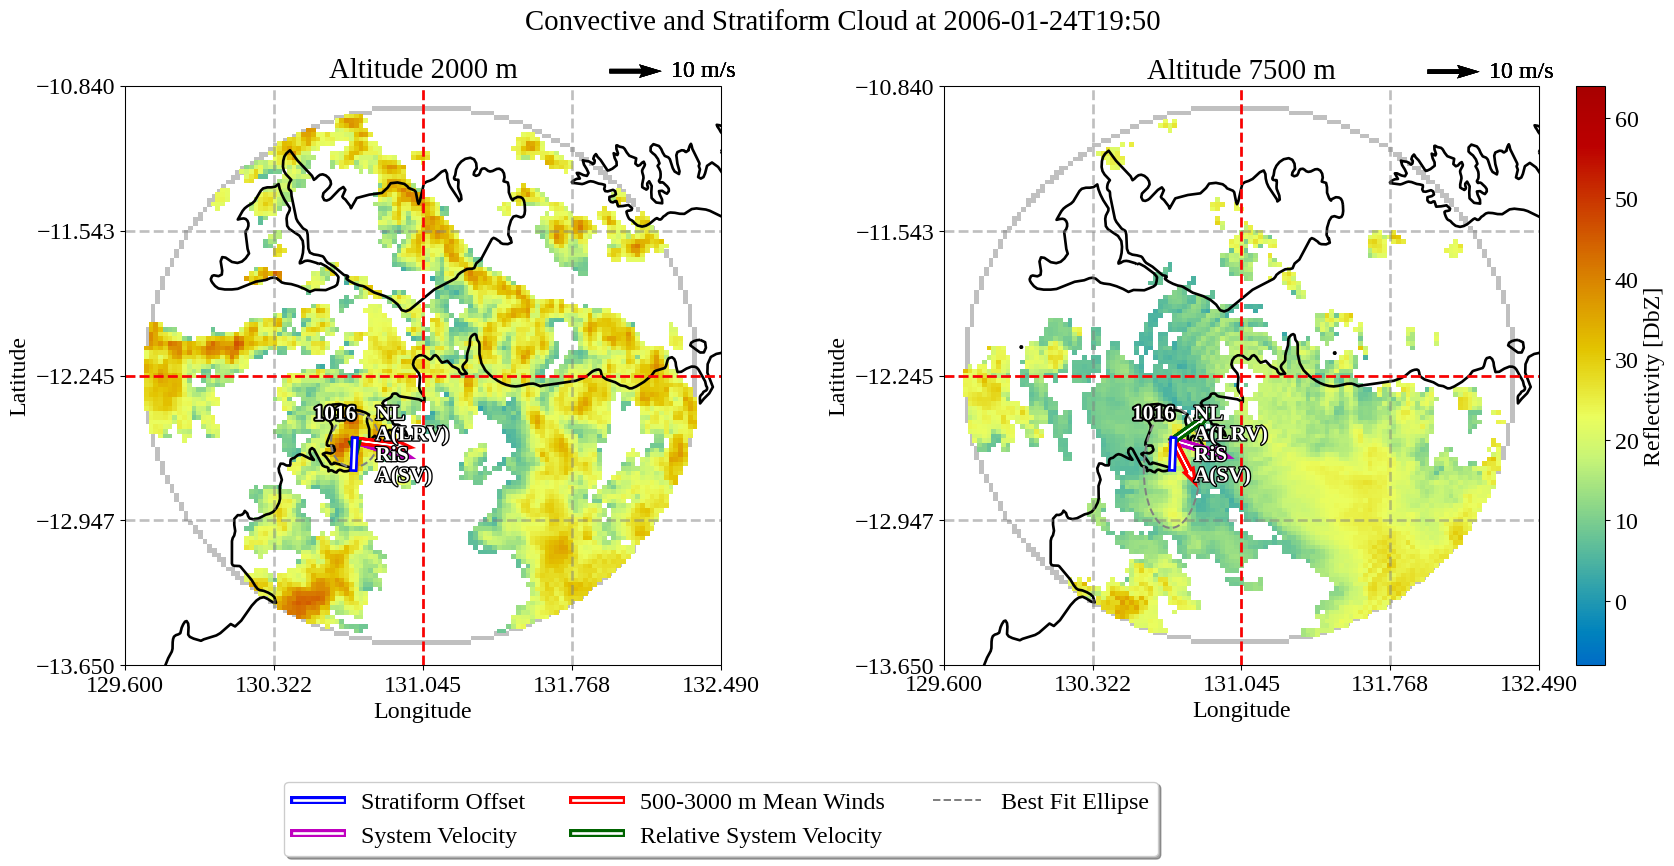 Convective and Stratiform Cloud at 2006-01-24T19:50
Altitude 2000 m
10 m/s
−10.840
−11.543
−12.245
−12.947
−13.650
Latitude
129.600
130.322
131.045
131.768
132.490
Longitude
1016
NL
A(LRV)
RiS
A(SV)
Altitude 7500 m
10 m/s
−10.840
−11.543
−12.245
−12.947
−13.650
Latitude
129.600
130.322
131.045
131.768
132.490
Longitude
1016
NL
A(LRV)
RiS
A(SV)
60
50
40
30
20
10
0
Reflectivity [DbZ]
Stratiform Offset
System Velocity
500-3000 m Mean Winds
Relative System Velocity
Best Fit Ellipse